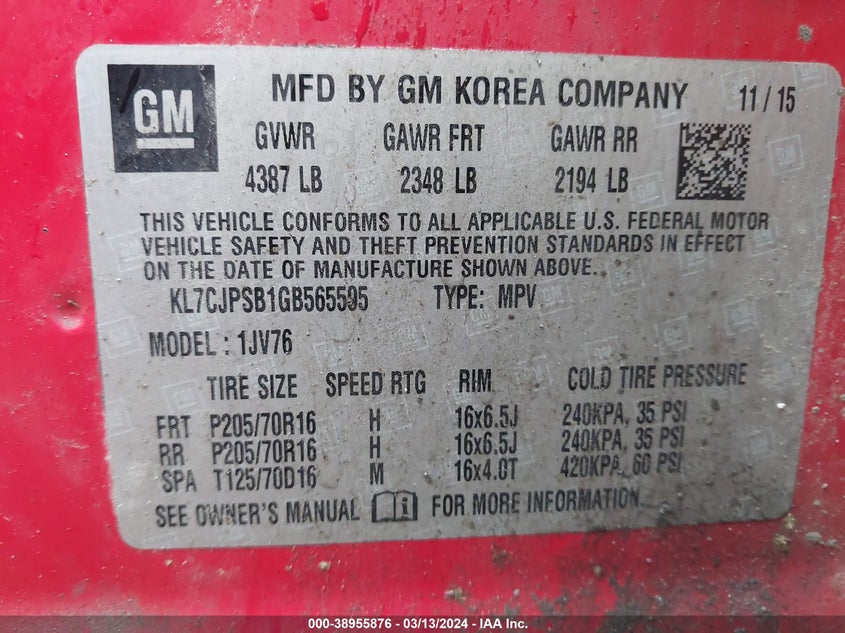 GM
MFD BY GM KOREA COMPANY 11/15
GVWR GAWR FRT GAWR RR
4387 LB 2348 LB 2194 LB
THIS VEHICLE CONFORMS TO ALL APPLICABLE U.S. FEDERAL MOTOR
VEHICLE SAFETY AND THEFT PREVENTION STANDARDS IN EFFECT
ON THE DATE OF MANUFACTURE SHOWN ABOVE.
KL7CJPSB1GB565595 TYPE: MPV
MODEL : 1JV76
TIRE SIZE SPEED RTG RIM COLD TIRE PRESSURE
FRT P205/70R16 H 16x6.5J 240KPA, 35 PSI
RR P205/70R16 H 16x6.5J 240KPA, 35 PSI
SPA T125/70D16 M 16x4.0T 420KPA, 60 PSI
SEE OWNER'S MANUAL FOR MORE INFORMATION.
000-38955876 - 03/13/2024 - IAA Inc.